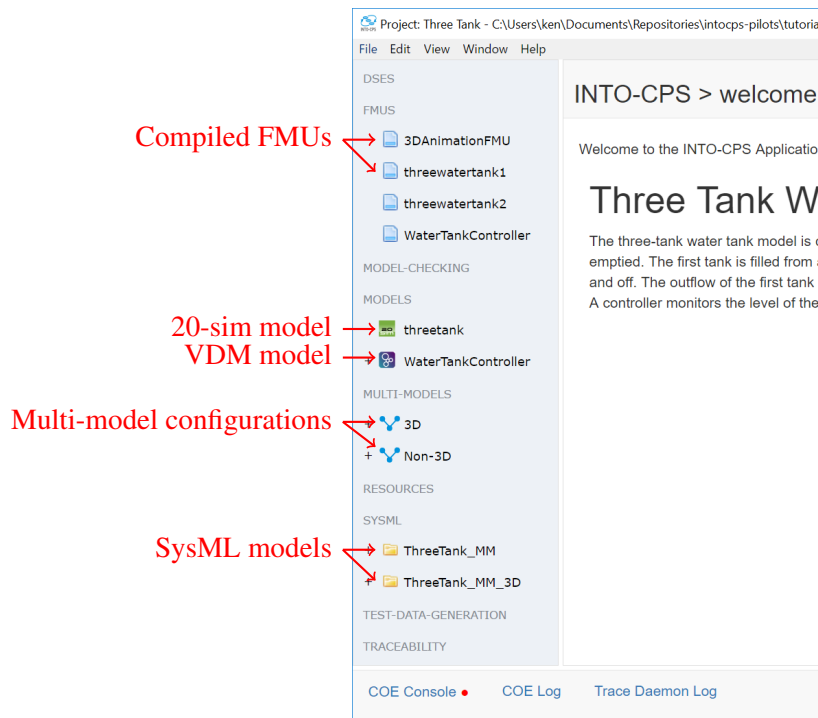 Project: Three Tank - C:\Users\ken\Documents\Repositories\intocps-pilots\tutoria
File Edit View Window Help
DSES
FMUS
INTO-CPS > welcome
Compiled FMUs
3DAnimationFMU
Welcome to the INTO-CPS Applicatio
threewatertank1
threewatertank2
Three Tank W
WaterTankController
The three-tank water tank model is
emptied. The first tank is filled from
and off. The outflow of the first tank
A controller monitors the level of the
MODEL-CHECKING
MODELS
20-sim model
threetank
VDM model
+ WaterTankController
MULTI-MODELS
Multi-model configurations
+ 3D
+ Non-3D
RESOURCES
SYSML
SysML models
+ ThreeTank_MM
+ ThreeTank_MM_3D
TEST-DATA-GENERATION
TRACEABILITY
COE Console COE Log Trace Daemon Log